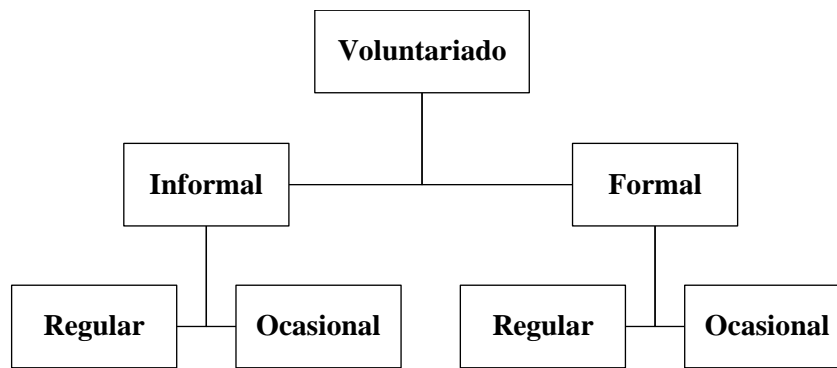 Voluntariado
Informal
Formal
Regular
Ocasional
Regular
Ocasional